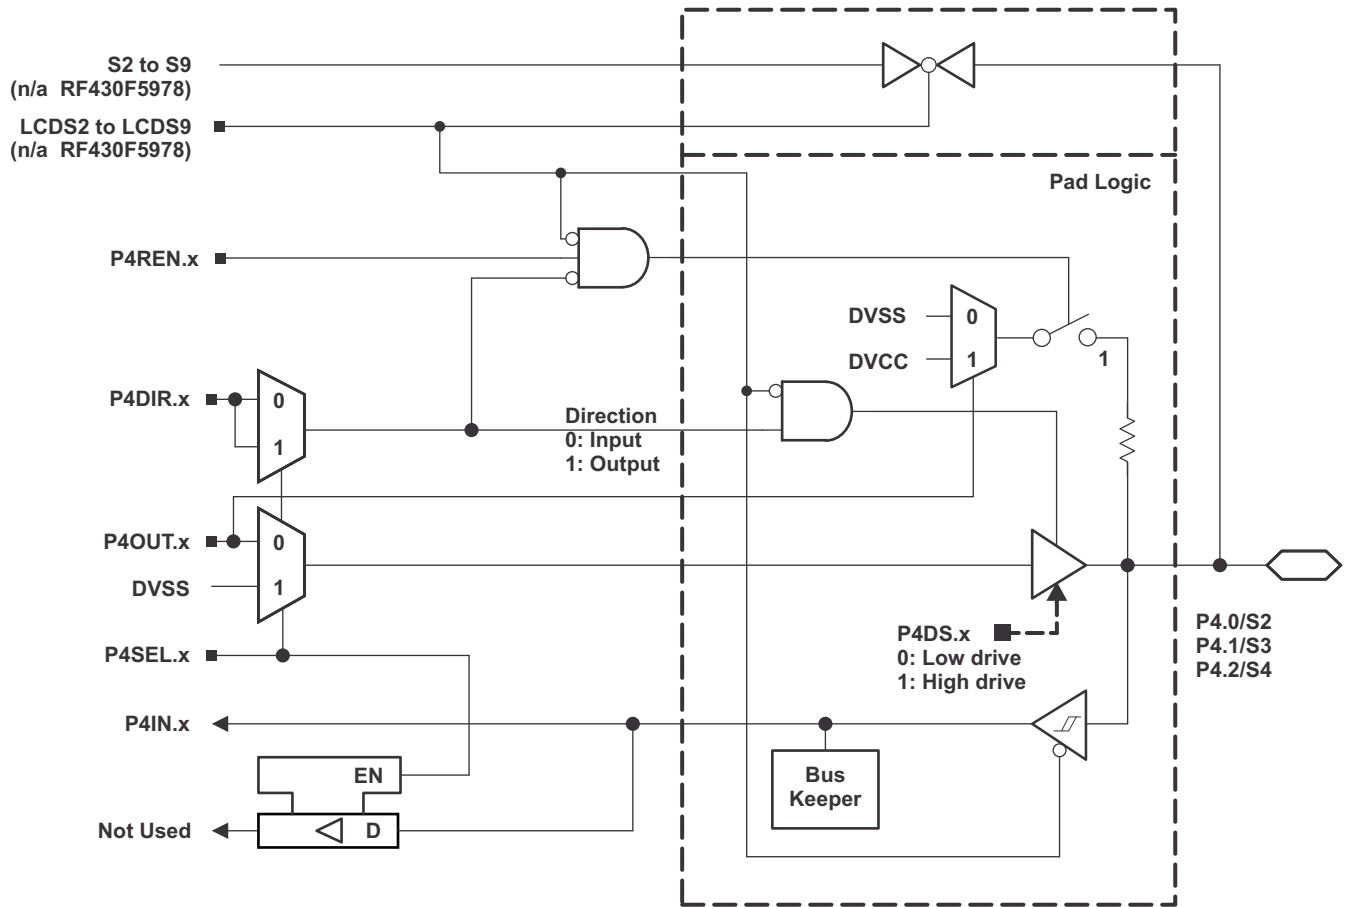 S2 to S9
(n/a RF430F5978)
LCDS2 to LCDS9
(n/a RF430F5978)
Pad Logic
P4REN.x
DVSS
0
DVCC
1
1
P4DIR.x
0
1
Direction
0: Input
1: Output
P4OUT.x
0
DVSS
1
P4SEL.x
P4DS.x
0: Low drive
1: High drive
P4.0/S2
P4.1/S3
P4.2/S4
P4IN.x
EN
Bus
Keeper
Not Used
D